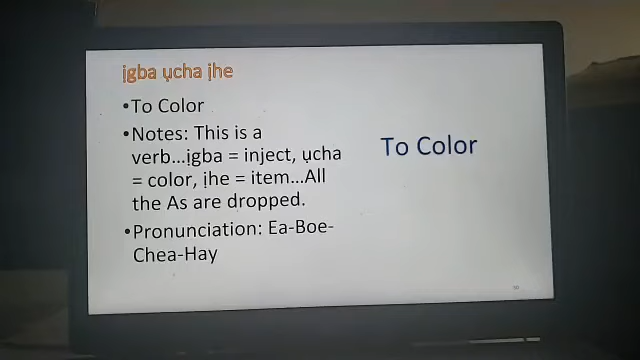 ịgba ụcha ịhe
•To Color
•Notes: This is a
verb...ịgba = inject, ụcha
= color, ịhe = item...All
the As are dropped.
•Pronunciation: Ea-Boe-
Chea-Hay
To Color